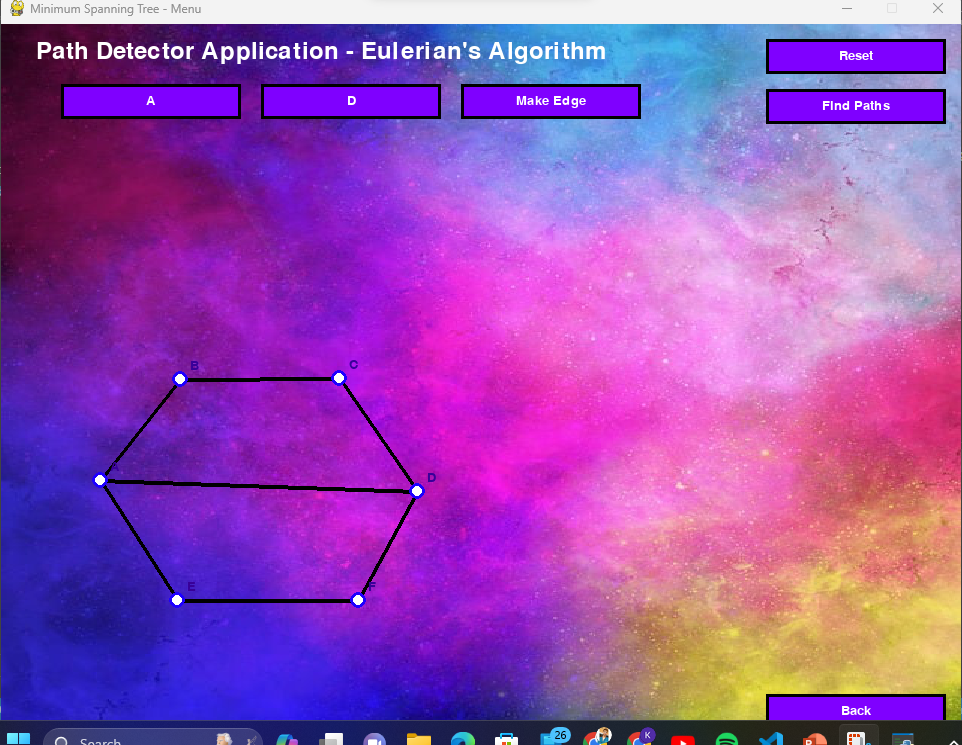 Minimum Spanning Tree - Menu
Path Detector Application - Eulerian's Algorithm
Reset
A
D
Make Edge
Find Paths
B
C
A
D
E
F
Back
Search
26
K